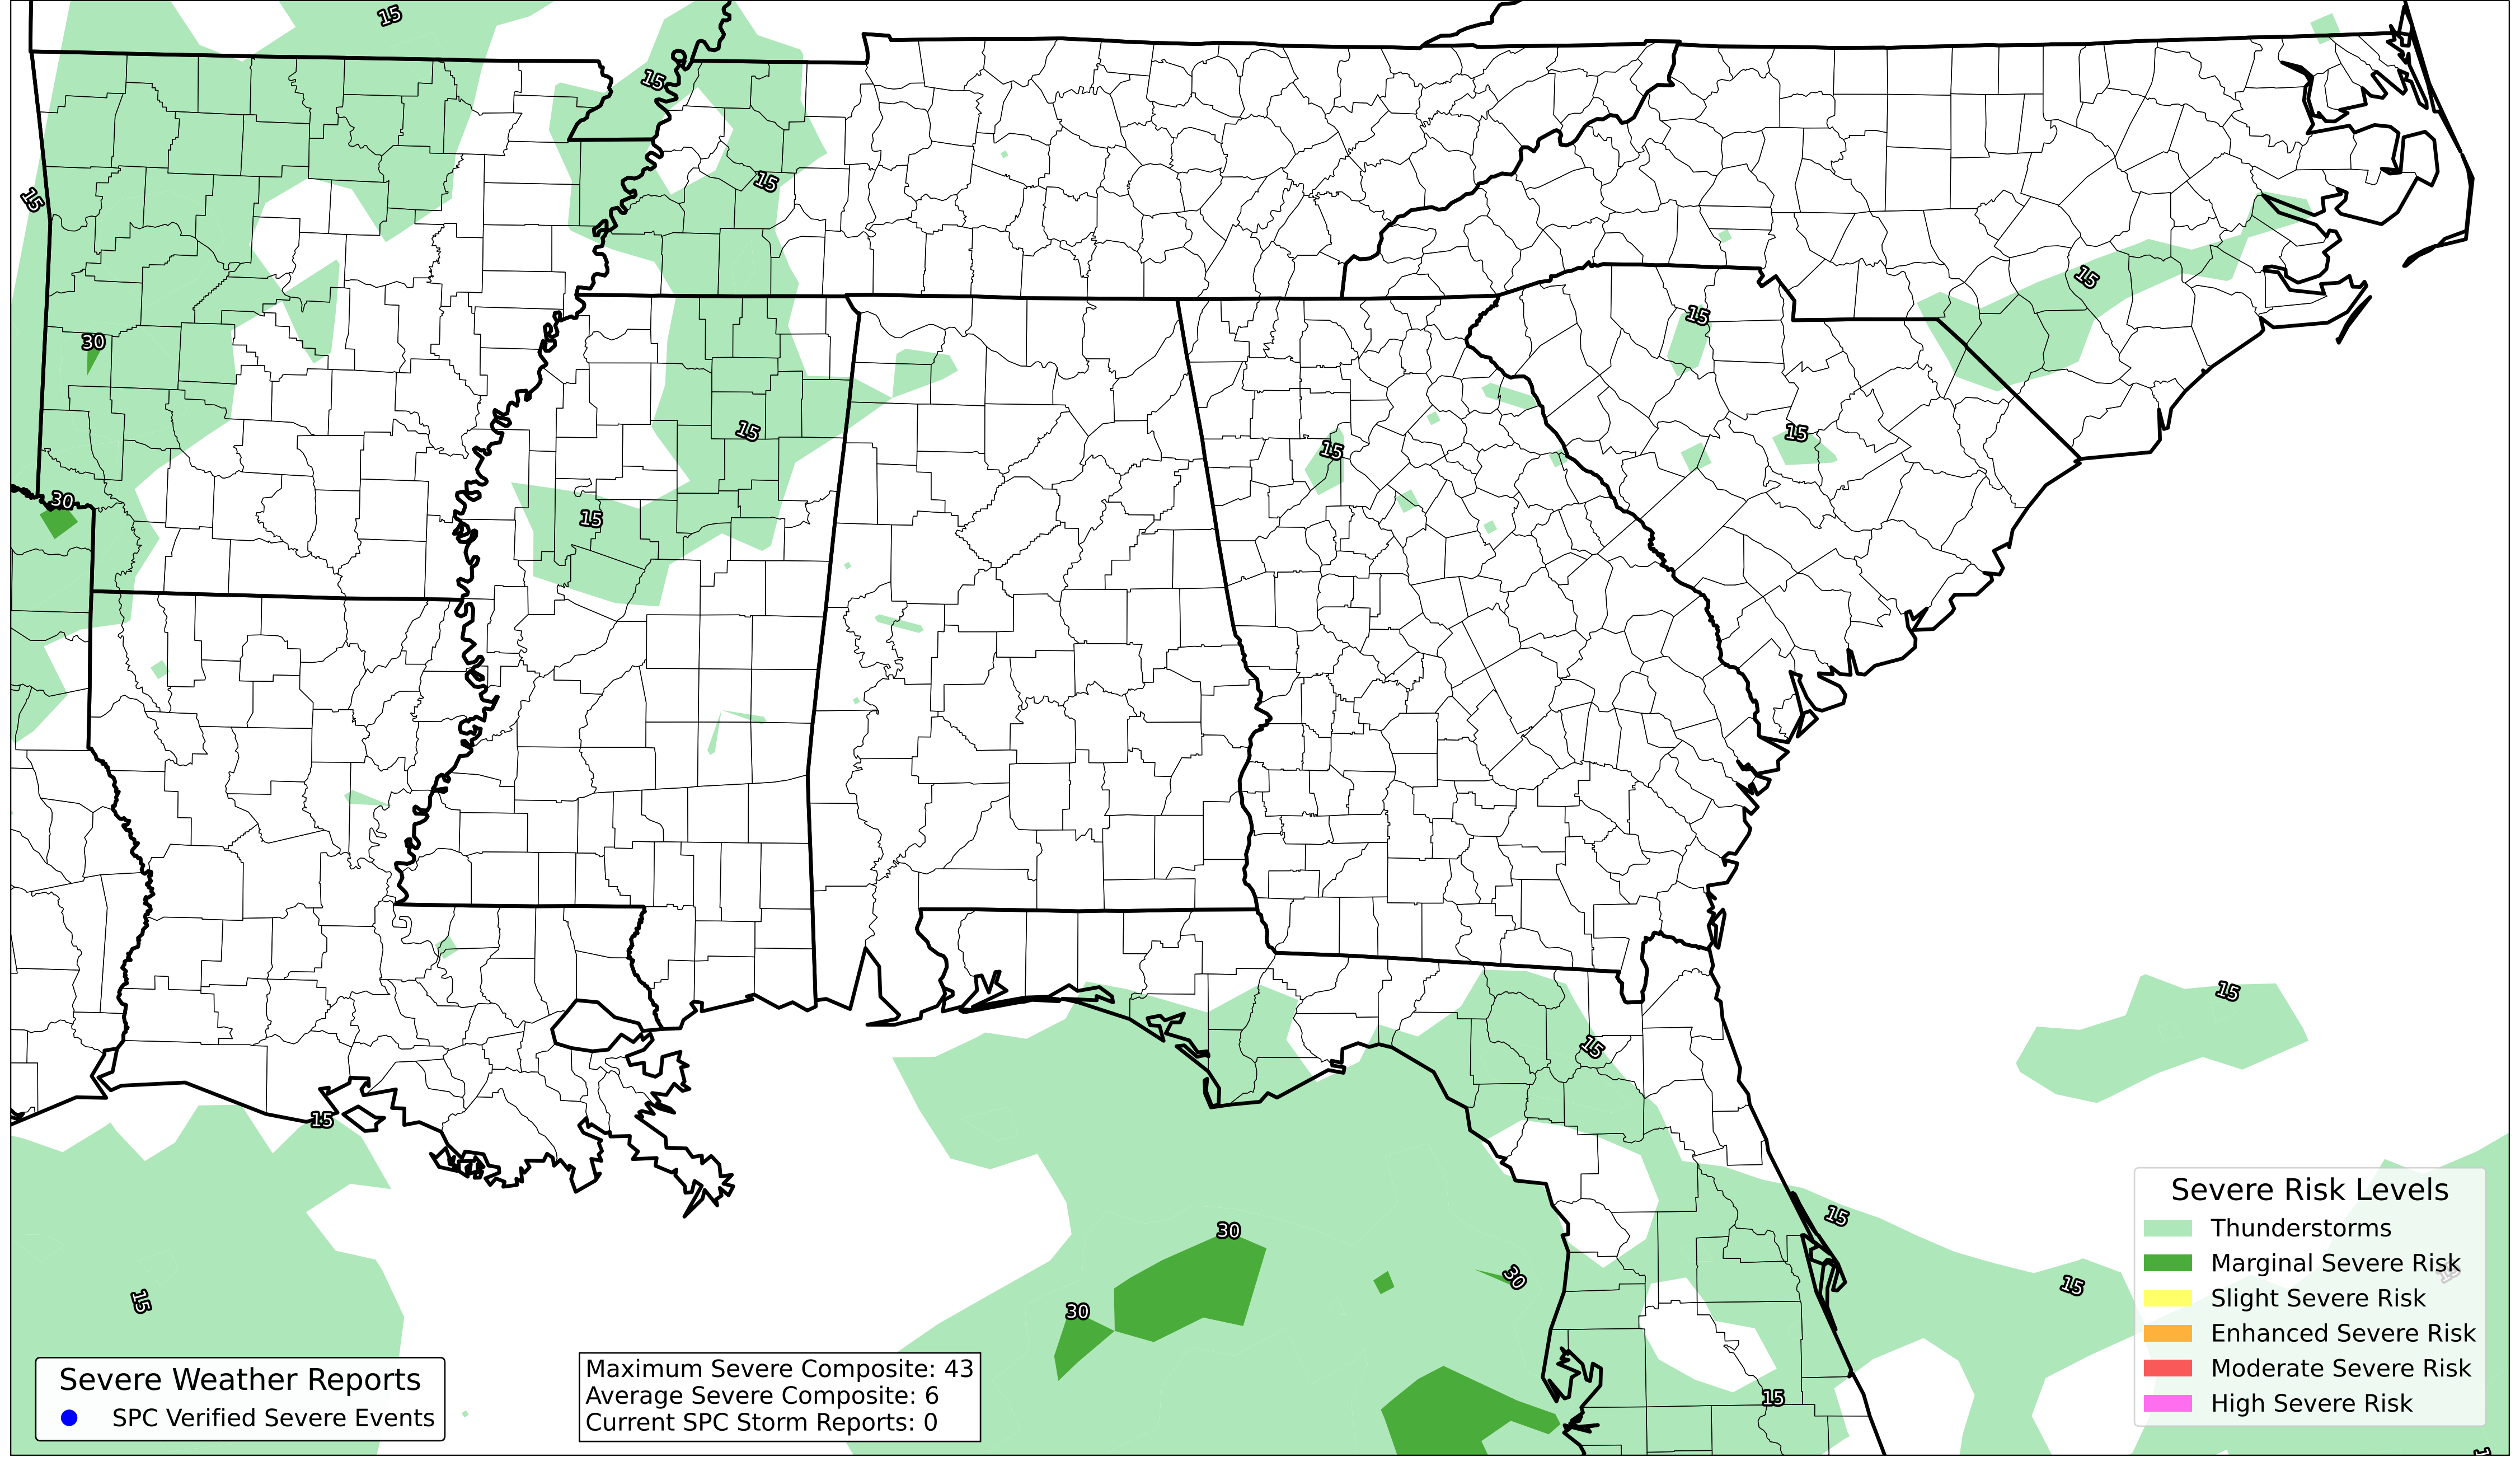 15
15
15
15
15
15
30
15
15
15
15
30
15
15
15
15
15
30
30
15
15
30
15
15
Severe Risk Levels
Thunderstorms
Marginal Severe Risk
Slight Severe Risk
Enhanced Severe Risk
Moderate Severe Risk
High Severe Risk
Severe Weather Reports
SPC Verified Severe Events
Maximum Severe Composite: 43
Average Severe Composite: 6
Current SPC Storm Reports: 0